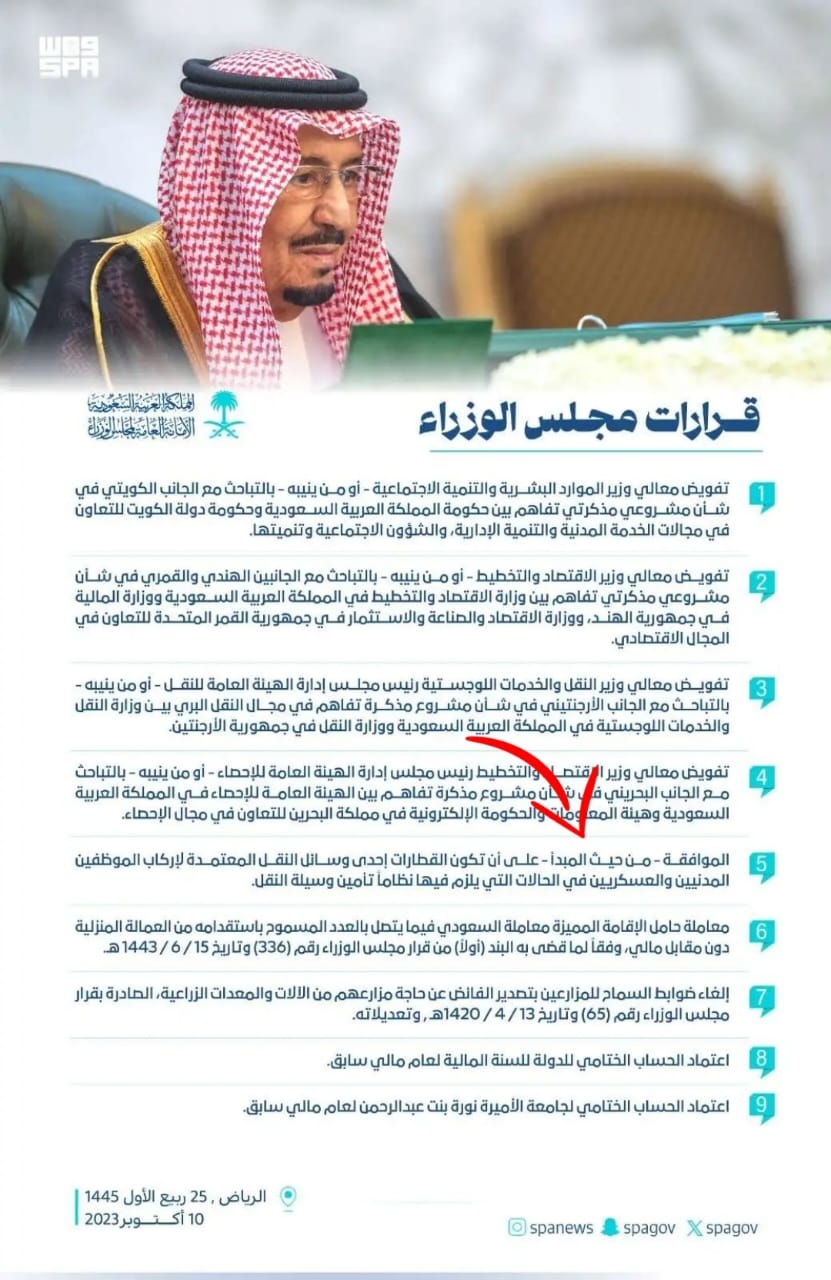 واس
SPA
المملكة العربية السعودية
الأمانة العامة لمجلس الوزراء
قرارات مجلس الوزراء
1
تفويض معالي وزير الموارد البشرية والتنمية الاجتماعية - أو من ينيبه - بالتباحث مع الجانب الكويتي في
شأن مشروعي مذكرتي تفاهم بين حكومة المملكة العربية السعودية وحكومة دولة الكويت للتعاون
في مجالات الخدمة المدنية والتنمية الإدارية، والشؤون الاجتماعية وتنميتها.
2
تفويض معالي وزير الاقتصاد والتخطيط - أو من ينيبه - بالتباحث مع الجانبين الهندي والقمري في شأن
مشروعي مذكرتي تفاهم بين وزارة الاقتصاد والتخطيط في المملكة العربية السعودية ووزارة المالية
في جمهورية الهند، ووزارة الاقتصاد والصناعة والاستثمار في جمهورية القمر المتحدة للتعاون في
المجال الاقتصادي.
3
تفويض معالي وزير النقل والخدمات اللوجستية رئيس مجلس إدارة الهيئة العامة للنقل - أو من ينيبه -
بالتباحث مع الجانب الأرجنتيني في شأن مشروع مذكرة تفاهم في مجال النقل البري بين وزارة النقل
والخدمات اللوجستية في المملكة العربية السعودية ووزارة النقل في جمهورية الأرجنتين.
4
تفويض معالي وزير الاقتصاد والتخطيط رئيس مجلس إدارة الهيئة العامة للإحصاء - أو من ينيبه - بالتباحث
مع الجانب البحريني في شأن مشروع مذكرة تفاهم بين الهيئة العامة للإحصاء في المملكة العربية
السعودية وهيئة المعلومات والحكومة الإلكترونية في مملكة البحرين للتعاون في مجال الإحصاء.
5
الموافقة - من حيث المبدأ - على أن تكون القطارات إحدى وسائل النقل المعتمدة لإركاب الموظفين
المدنيين والعسكريين في الحالات التي يلزم فيها نظاماً تأمين وسيلة النقل.
6
معاملة حامل الإقامة المميزة معاملة السعودي فيما يتصل بالعدد المسموح باستقدامه من العمالة المنزلية
دون مقابل مالي، وفقاً لما قضى به البند (أولاً) من قرار مجلس الوزراء رقم (336) وتاريخ 15 / 6 / 1443 هـ.
7
إلغاء ضوابط السماح للمزارعين بتصدير الفائض عن حاجة مزارعهم من الآلات والمعدات الزراعية، الصادرة بقرار
مجلس الوزراء رقم (65) وتاريخ 13 / 4 / 1420هـ , وتعديلاته.
8
اعتماد الحساب الختامي للدولة للسنة المالية لعام مالي سابق.
9
اعتماد الحساب الختامي لجامعة الأميرة نورة بنت عبدالرحمن لعام مالي سابق.
الرياض , 25 ربيع الأول 1445
10 أكتوبر 2023
spanews spagov X spagov